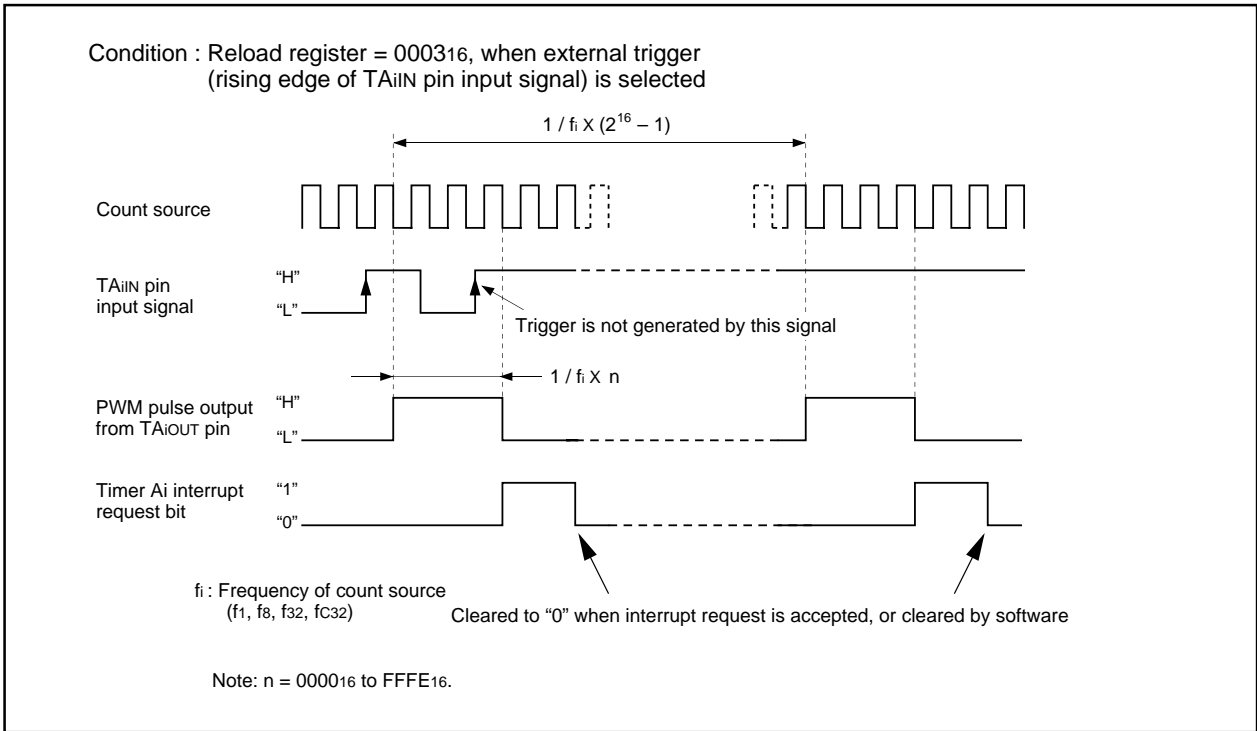 Condition : Reload register = 000316, when external trigger
(rising edge of TAiIN pin input signal) is selected
1 / fi X (2^16 – 1)
Count source
TAiIN pin
input signal
“H”
“L”
Trigger is not generated by this signal
1 / fi X n
PWM pulse output
from TAiOUT pin
“H”
“L”
Timer Ai interrupt
request bit
“1”
“0”
fi : Frequency of count source
(f1, f8, f32, fC32)
Cleared to “0” when interrupt request is accepted, or cleared by software
Note: n = 000016 to FFFE16.